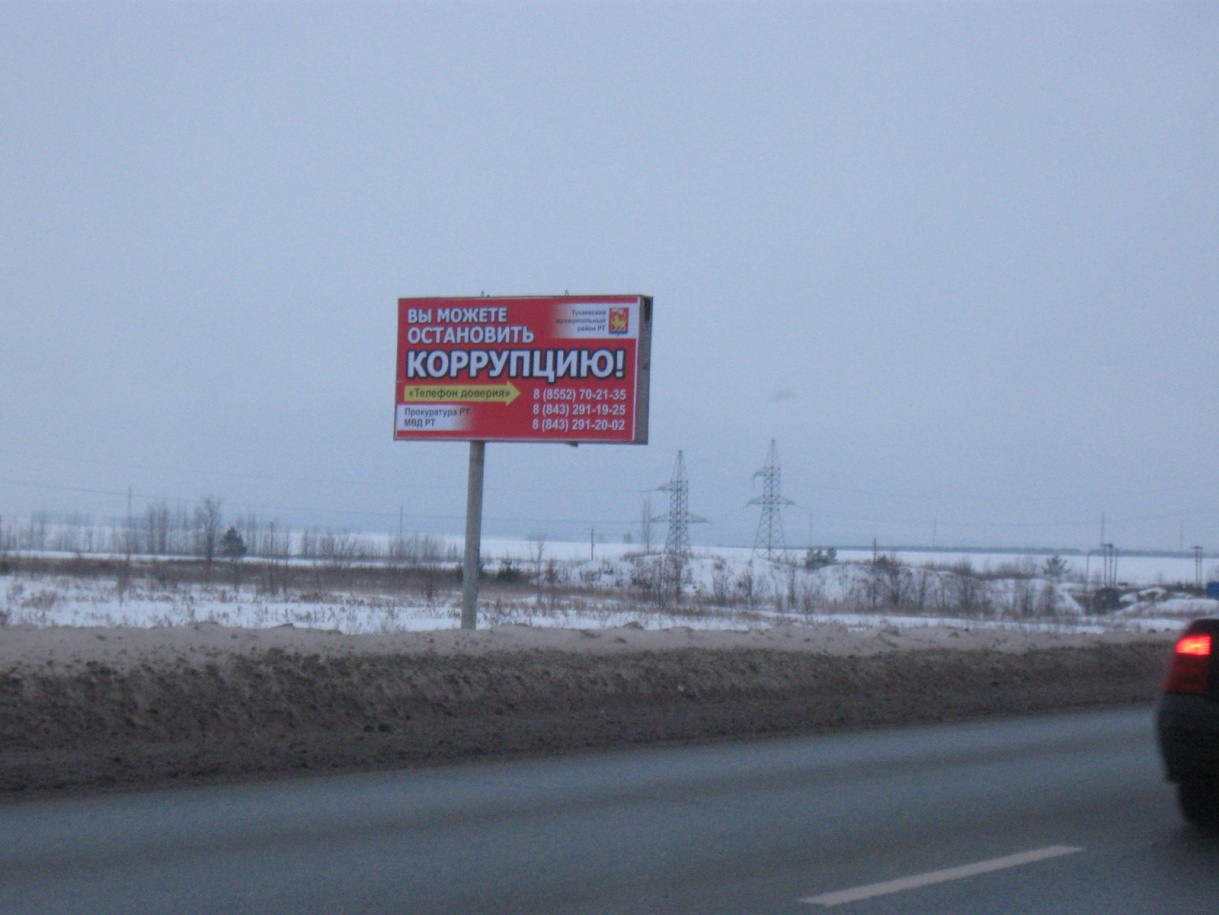 ВЫ МОЖЕТЕ
ОСТАНОВИТЬ
КОРРУПЦИЮ!
Тукаевский
муниципальный
район РТ
«Телефон доверия»
8 (8552) 70-21-35
Прокуратура РТ
8 (843) 291-19-25
МВД РТ
8 (843) 291-20-02